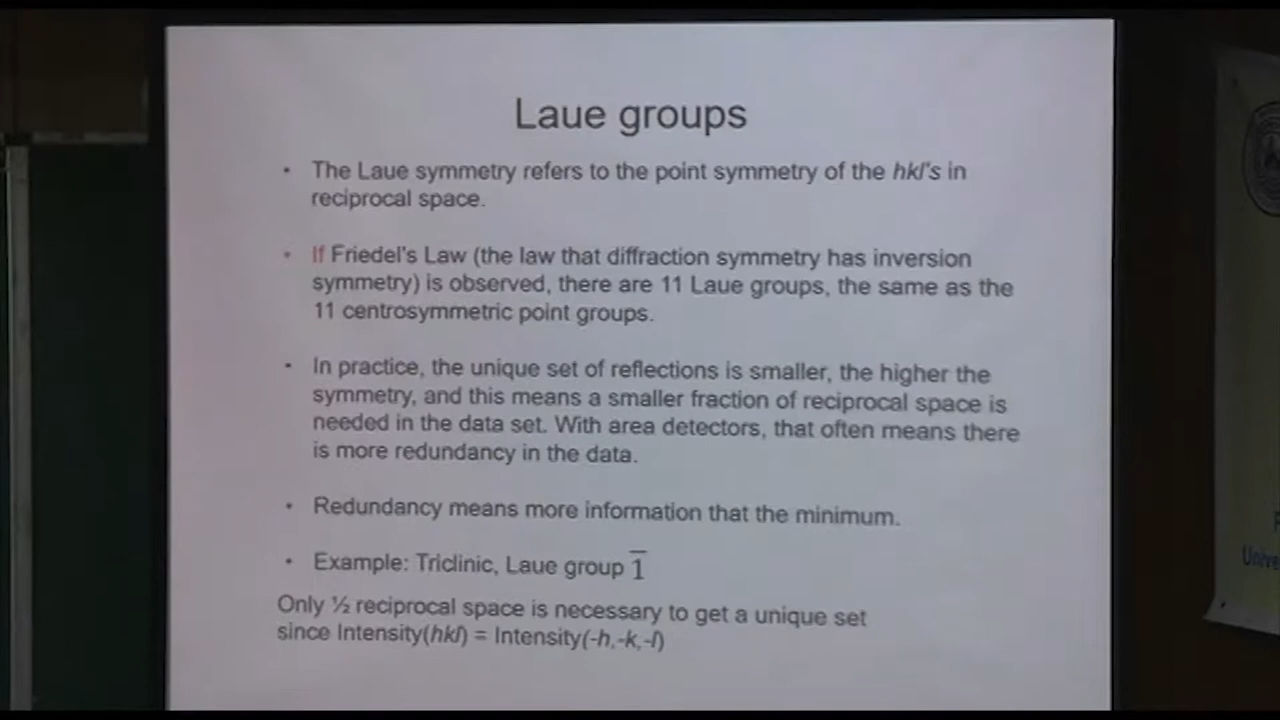 Laue groups
• The Laue symmetry refers to the point symmetry of the hkl's in
reciprocal space.
• If Friedel's Law (the law that diffraction symmetry has inversion
symmetry) is observed, there are 11 Laue groups, the same as the
11 centrosymmetric point groups.
• In practice, the unique set of reflections is smaller, the higher the
symmetry, and this means a smaller fraction of reciprocal space is
needed in the data set. With area detectors, that often means there
is more redundancy in the data.
• Redundancy means more information that the minimum.
• Example: Triclinic, Laue group 1̅
Only ½ reciprocal space is necessary to get a unique set
since Intensity(hkl) = Intensity(-h,-k,-l)